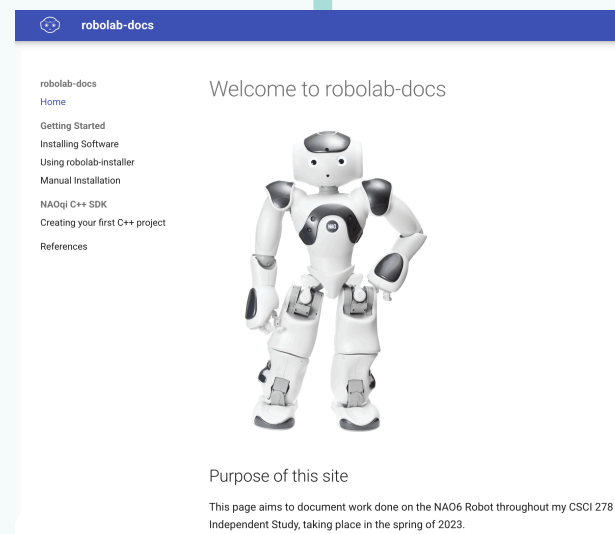 robolab-docs
robolab-docs
Home
Getting Started
Installing Software
Using robolab-installer
Manual Installation
NAOqi C++ SDK
Creating your first C++ project
References
Welcome to robolab-docs
NAO
Purpose of this site
This page aims to document work done on the NAO6 Robot throughout my CSCI 278
Independent Study, taking place in the spring of 2023.